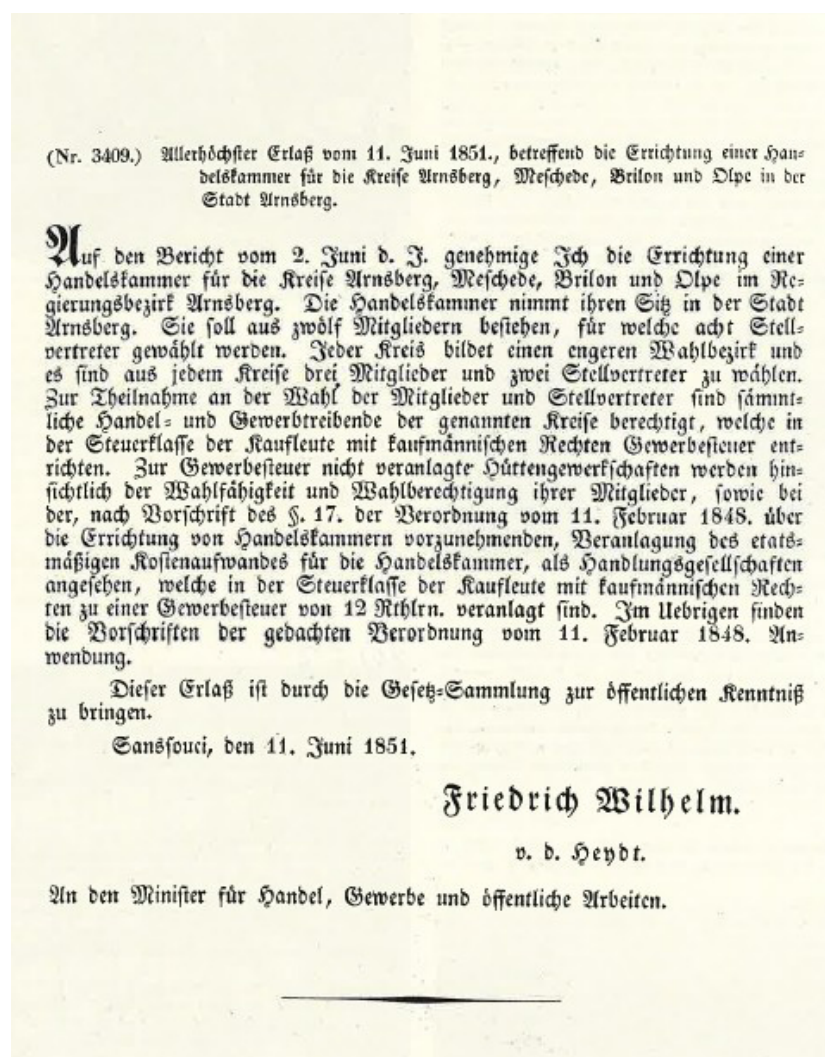 (Nr. 3409.) Allerhöchster Erlaß vom 11. Juni 1851., betreffend die Errichtung einer Han-
delskammer für die Kreise Arnsberg, Meschede, Brilon und Olpe in der
Stadt Arnsberg.
Auf den Bericht vom 2. Juni d. J. genehmige Ich die Errichtung einer
Handelskammer für die Kreise Arnsberg, Meschede, Brilon und Olpe im Re-
gierungsbezirk Arnsberg. Die Handelskammer nimmt ihren Sitz in der Stadt
Arnsberg. Sie soll aus zwölf Mitgliedern bestehen, für welche acht Stell-
vertreter gewählt werden. Jeder Kreis bildet einen engeren Wahlbezirk und
es sind aus jedem Kreise drei Mitglieder und zwei Stellvertreter zu wählen.
Zur Theilnahme an der Wahl der Mitglieder und Stellvertreter sind sämmt-
liche Handel- und Gewerbtreibende der genannten Kreise berechtigt, welche in
der Steuerklasse der Kaufleute mit kaufmännischen Rechten Gewerbesteuer ent-
richten. Zur Gewerbesteuer nicht veranlagte Hüttengewerkschaften werden hin-
sichtlich der Wahlfähigkeit und Wahlberechtigung ihrer Mitglieder, sowie bei
der, nach Vorschrift des §. 17. der Verordnung vom 11. Februar 1848. über
die Errichtung von Handelskammern vorzunehmenden, Veranlagung des etats-
mäßigen Kostenaufwandes für die Handelskammer, als Handlungsgesellschaften
angesehen, welche in der Steuerklasse der Kaufleute mit kaufmännischen Rech-
ten zu einer Gewerbesteuer von 12 Rthlrn. veranlagt sind. Im Uebrigen finden
die Vorschriften der gedachten Verordnung vom 11. Februar 1848. An-
wendung.
Dieser Erlaß ist durch die Gesetz-Sammlung zur öffentlichen Kenntniß
zu bringen.
Sanssouci, den 11. Juni 1851.
Friedrich Wilhelm.
v. d. Heydt.
An den Minister für Handel, Gewerbe und öffentliche Arbeiten.